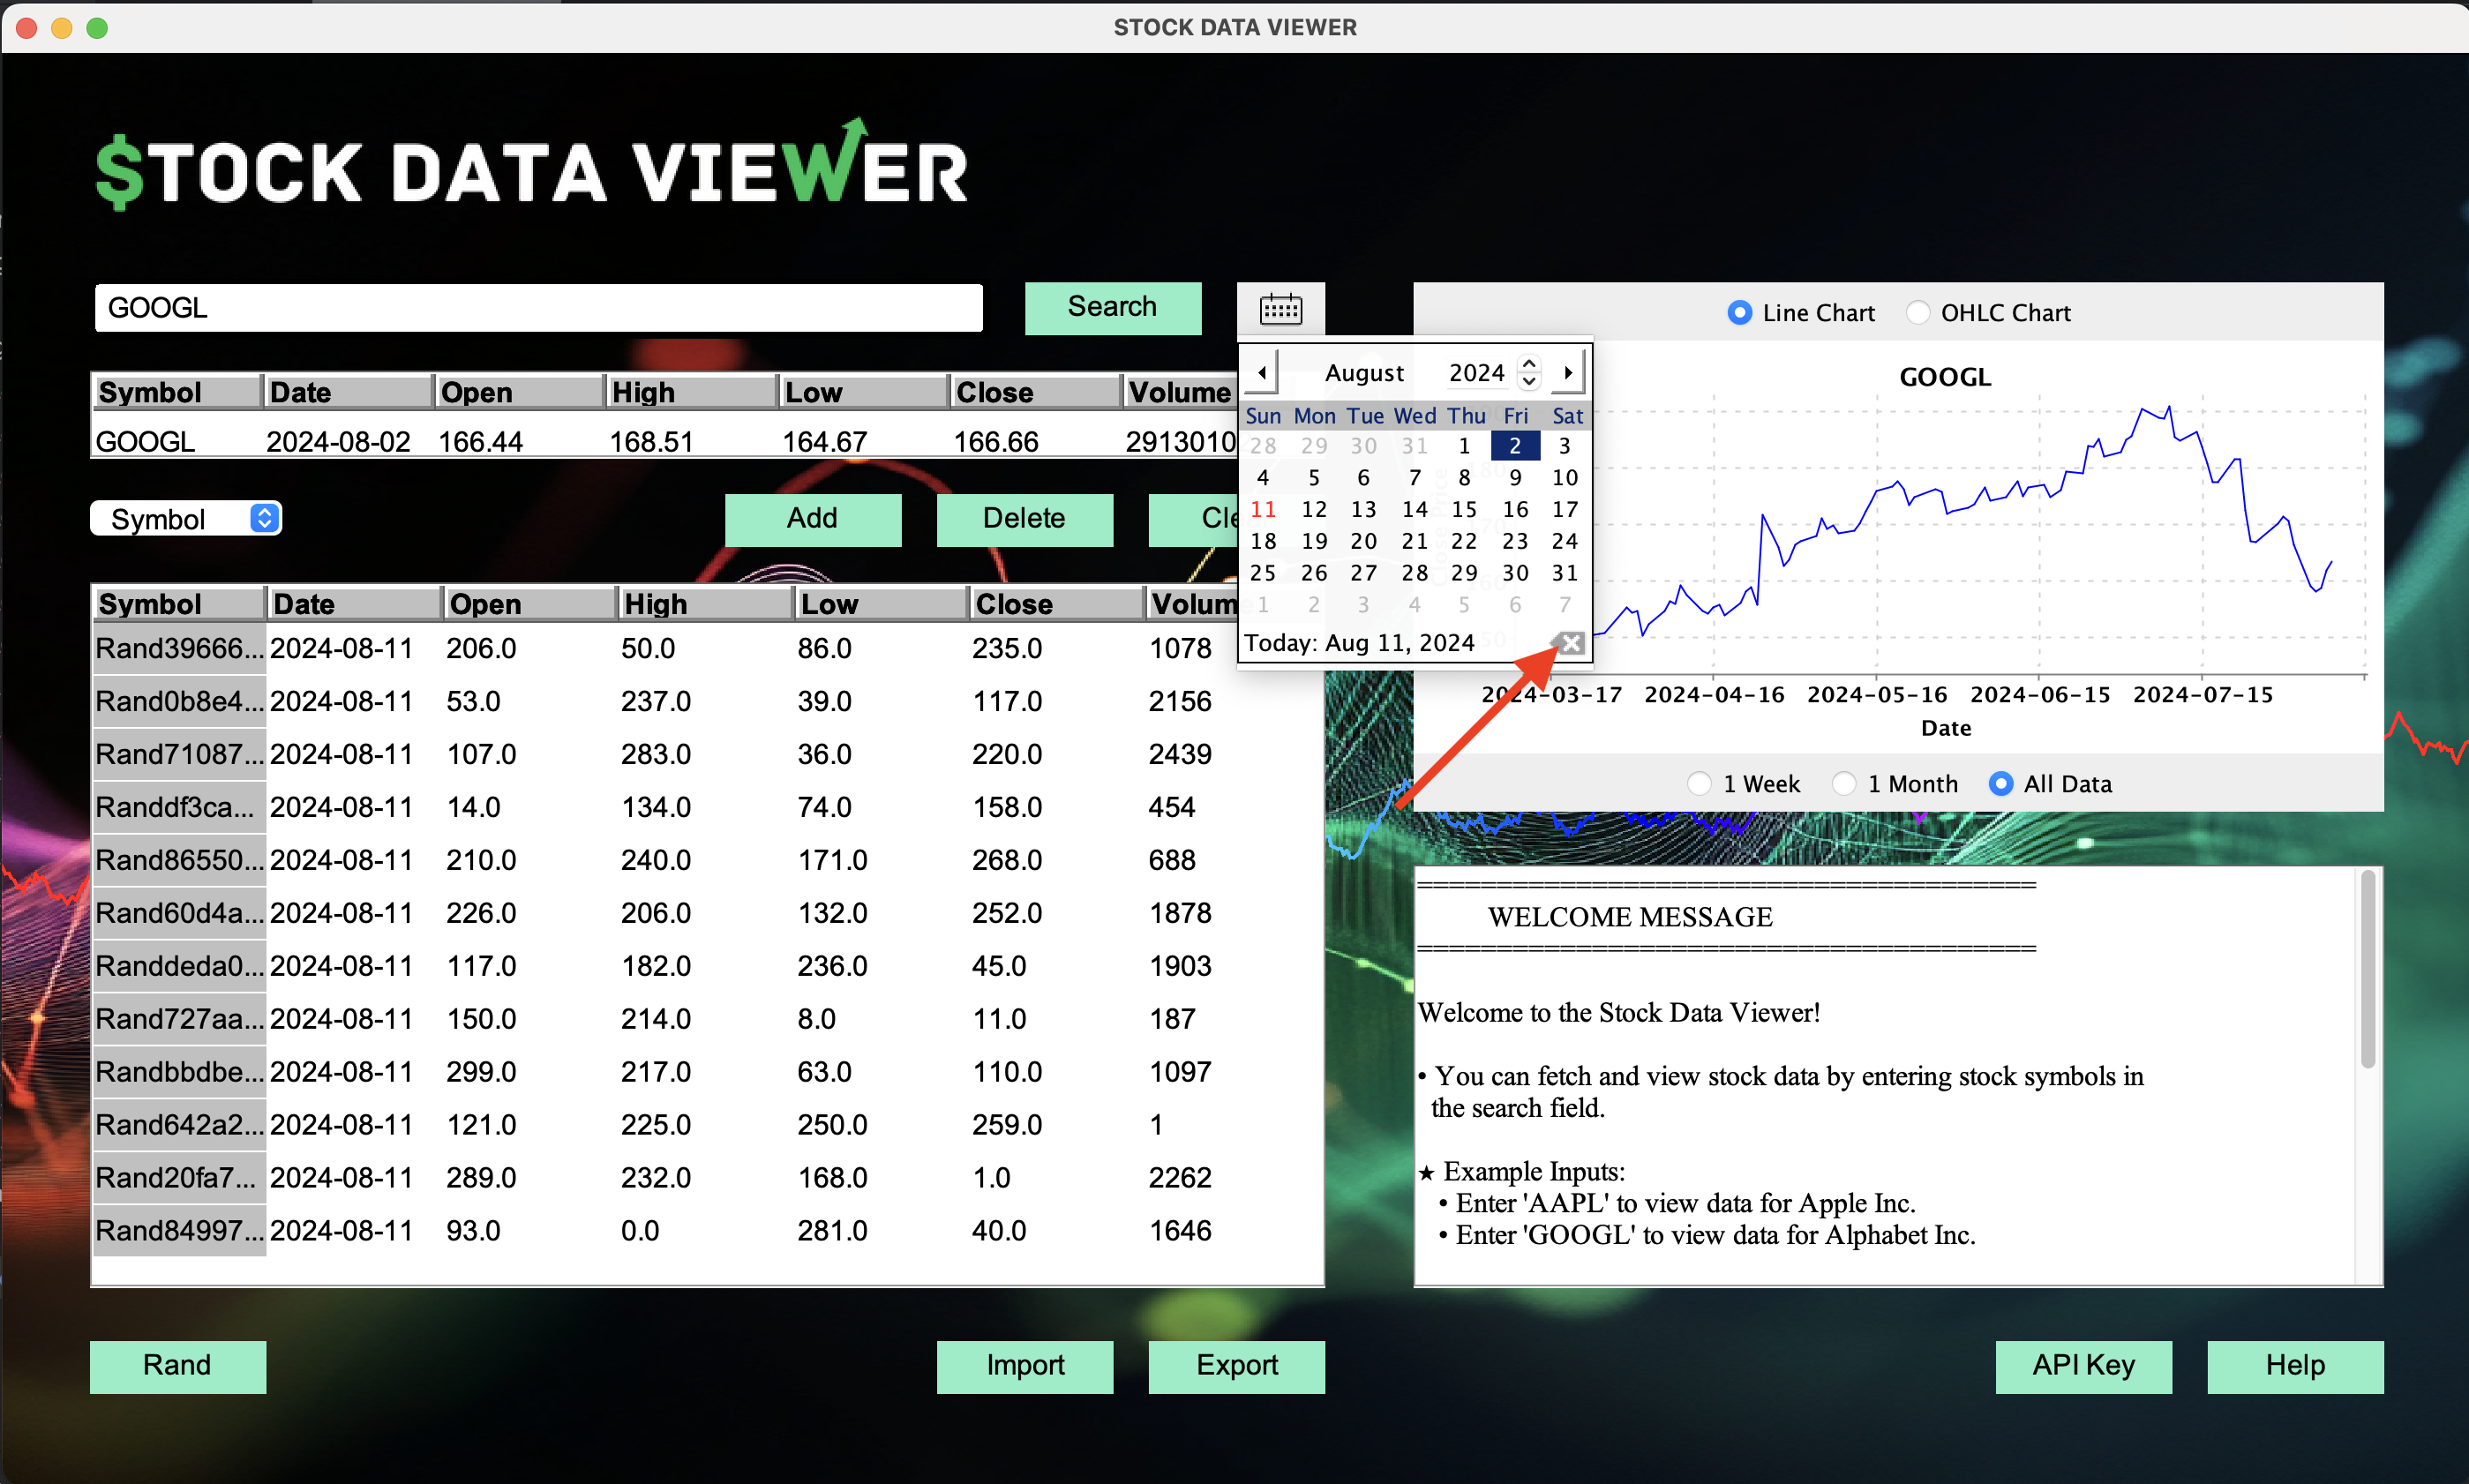 STOCK DATA VIEWER
$TOCK DATA VIEWER
GOOGL
Search
Symbol Date Open High Low Close Volume
GOOGL 2024-08-02 166.44 168.51 164.67 166.66 2913010
Symbol
Add
Delete
Cle
Symbol Date Open High Low Close Volum
Rand39666... 2024-08-11 206.0 50.0 86.0 235.0 1078
Rand0b8e4... 2024-08-11 53.0 237.0 39.0 117.0 2156
Rand71087... 2024-08-11 107.0 283.0 36.0 220.0 2439
Randdf3ca... 2024-08-11 14.0 134.0 74.0 158.0 454
Rand86550... 2024-08-11 210.0 240.0 171.0 268.0 688
Rand60d4a... 2024-08-11 226.0 206.0 132.0 252.0 1878
Randdeda0... 2024-08-11 117.0 182.0 236.0 45.0 1903
Rand727aa... 2024-08-11 150.0 214.0 8.0 11.0 187
Randbbdbe... 2024-08-11 299.0 217.0 63.0 110.0 1097
Rand642a2... 2024-08-11 121.0 225.0 250.0 259.0 1
Rand20fa7... 2024-08-11 289.0 232.0 168.0 1.0 2262
Rand84997... 2024-08-11 93.0 0.0 281.0 40.0 1646
Rand
Import
Export
August 2024
Sun Mon Tue Wed Thu Fri Sat
28 29 30 31 1 2 3
4 5 6 7 8 9 10
11 12 13 14 15 16 17
18 19 20 21 22 23 24
25 26 27 28 29 30 31
1 2 3 4 5 6 7
Today: Aug 11, 2024
Line Chart OHLC Chart
GOOGL
2024-03-17 2024-04-16 2024-05-16 2024-06-15 2024-07-15
Date
1 Week 1 Month All Data
=======================================
WELCOME MESSAGE
=======================================
Welcome to the Stock Data Viewer!
• You can fetch and view stock data by entering stock symbols in
the search field.
★ Example Inputs:
• Enter 'AAPL' to view data for Apple Inc.
• Enter 'GOOGL' to view data for Alphabet Inc.
API Key
Help